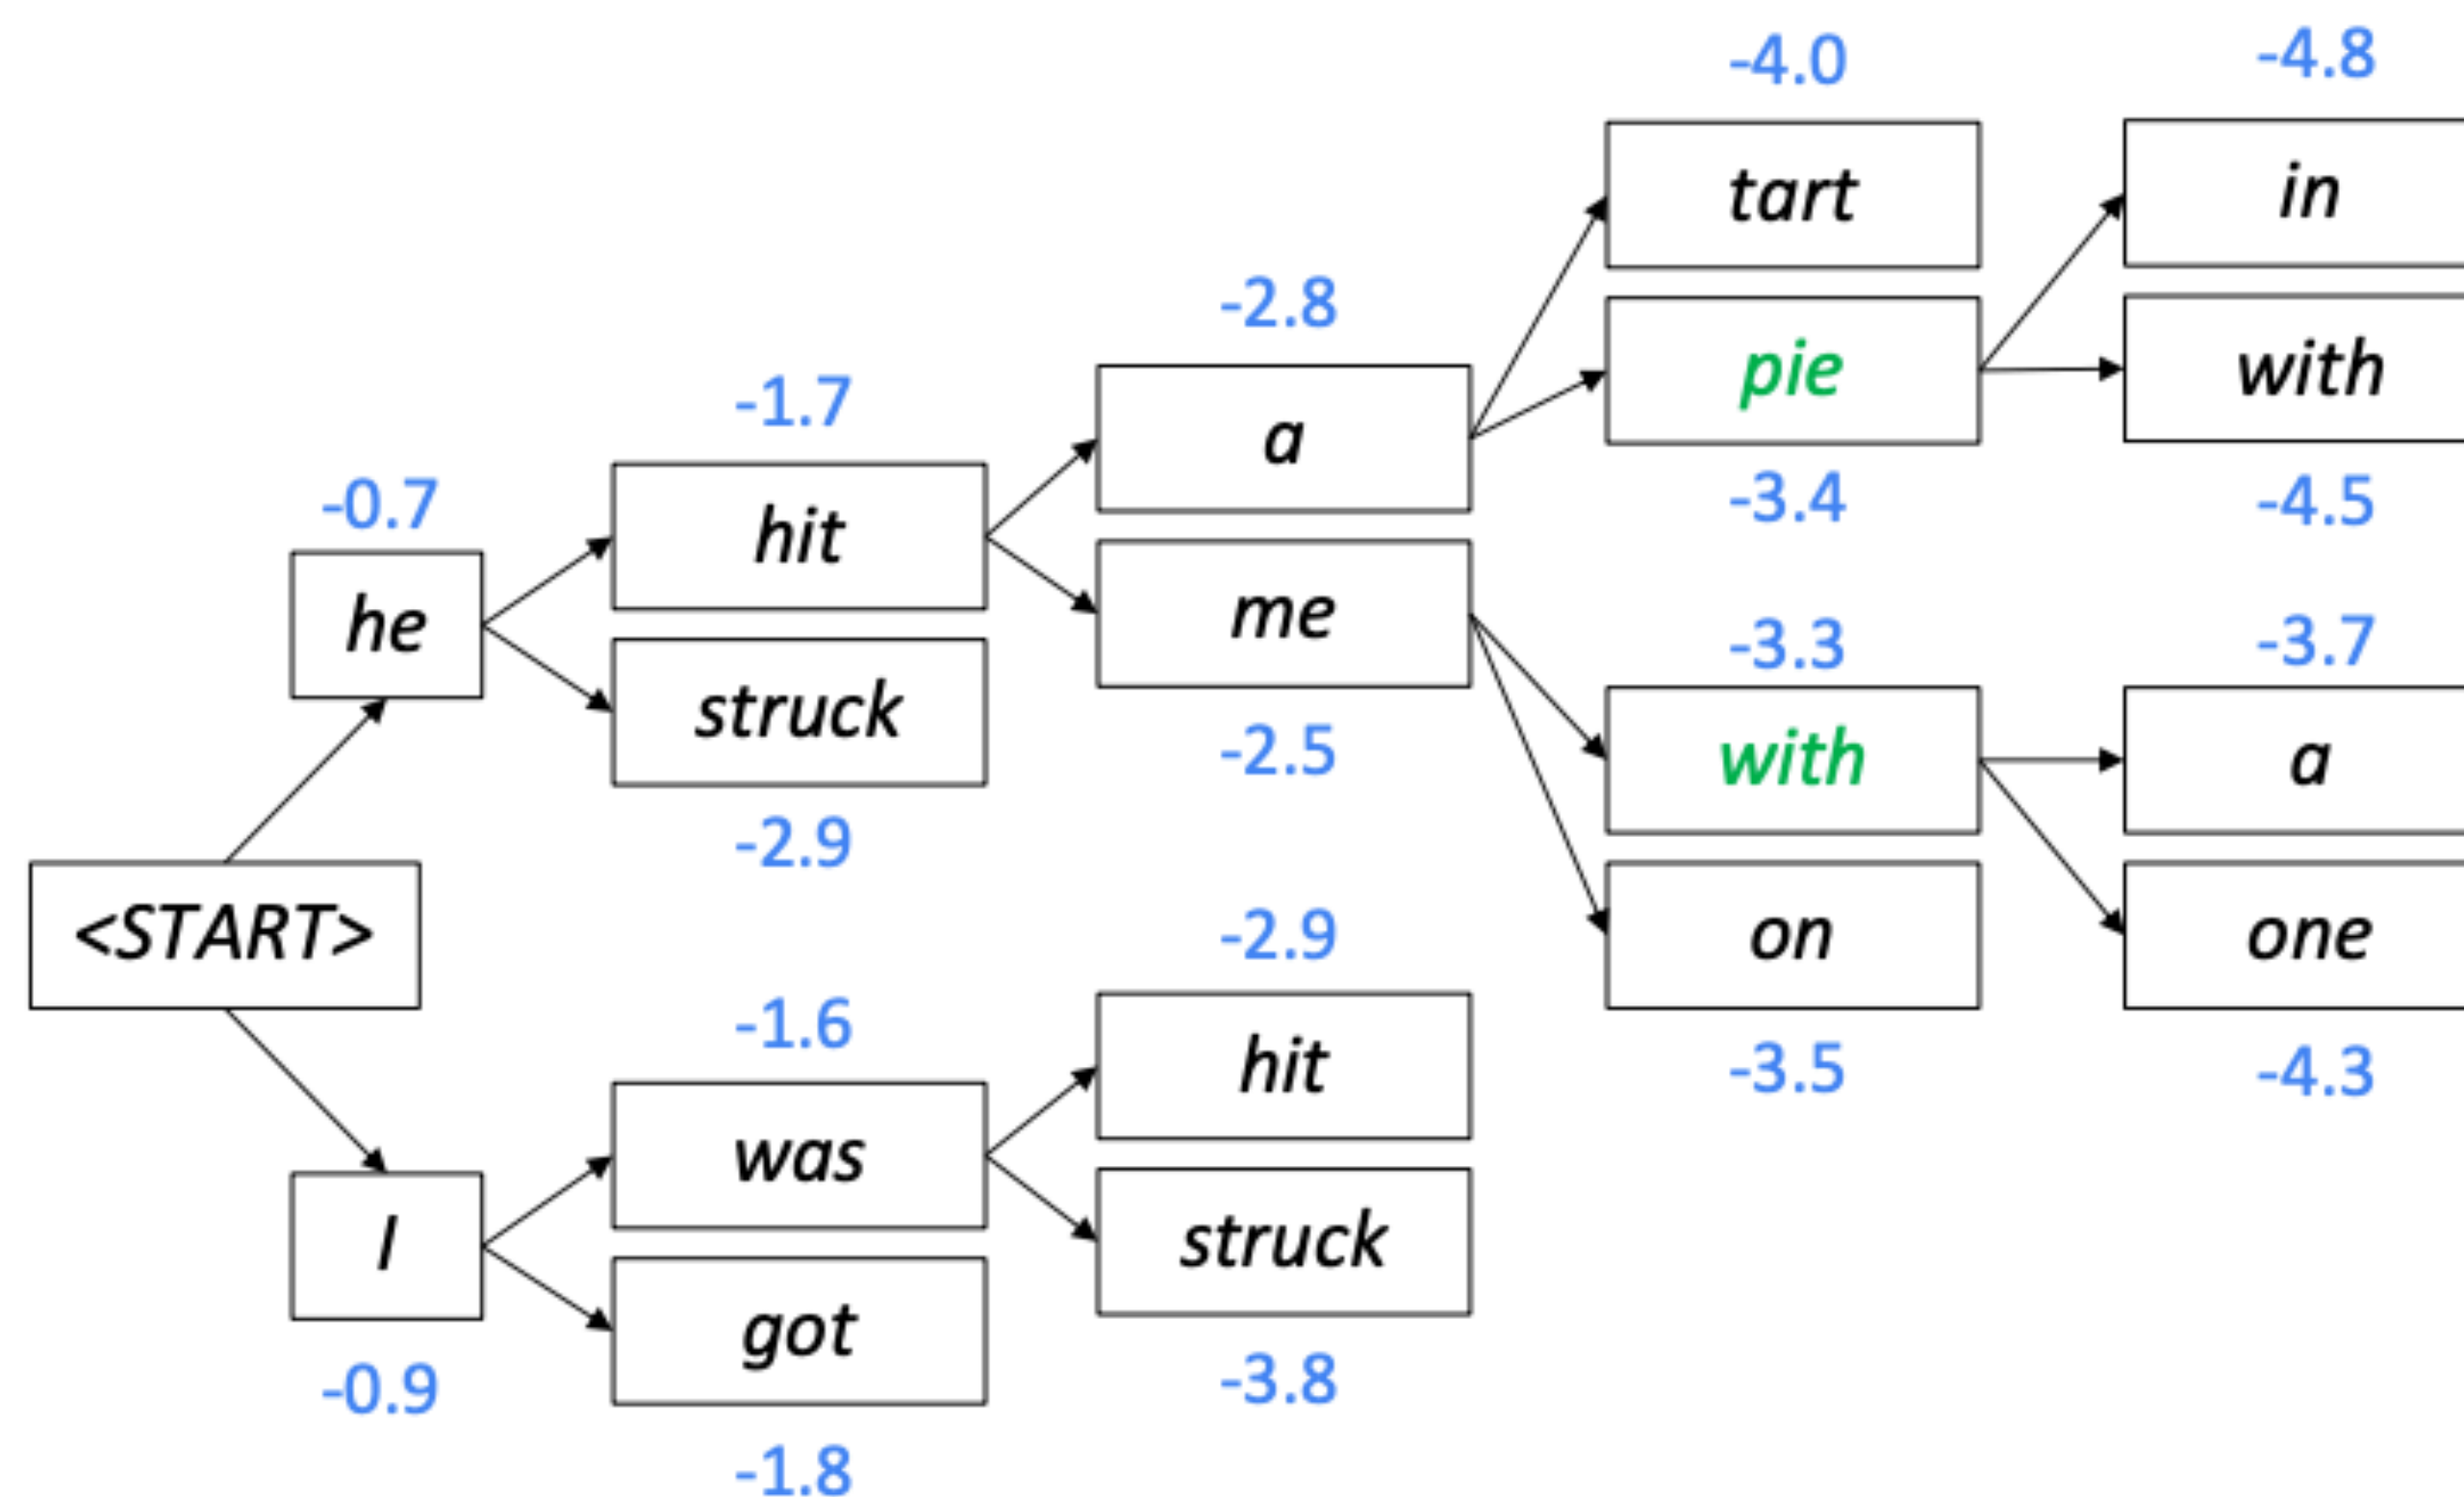 -4.0
-4.8
tart
in
-2.8
pie
with
-1.7
a
-3.4
-4.5
-0.7
hit
me
-3.3
-3.7
he
struck
-2.5
with
a
-2.9
<START>
-2.9
on
one
-1.6
hit
-3.5
-4.3
was
I
struck
got
-0.9
-3.8
-1.8